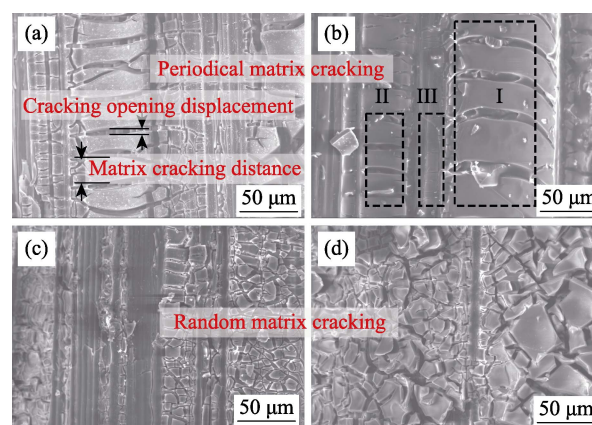 (a)
(b)
Periodical matrix cracking
II
III
I
Cracking opening displacement
Matrix cracking distance
50 μm
50 μm
(c)
(d)
Random matrix cracking
50 μm
50 μm